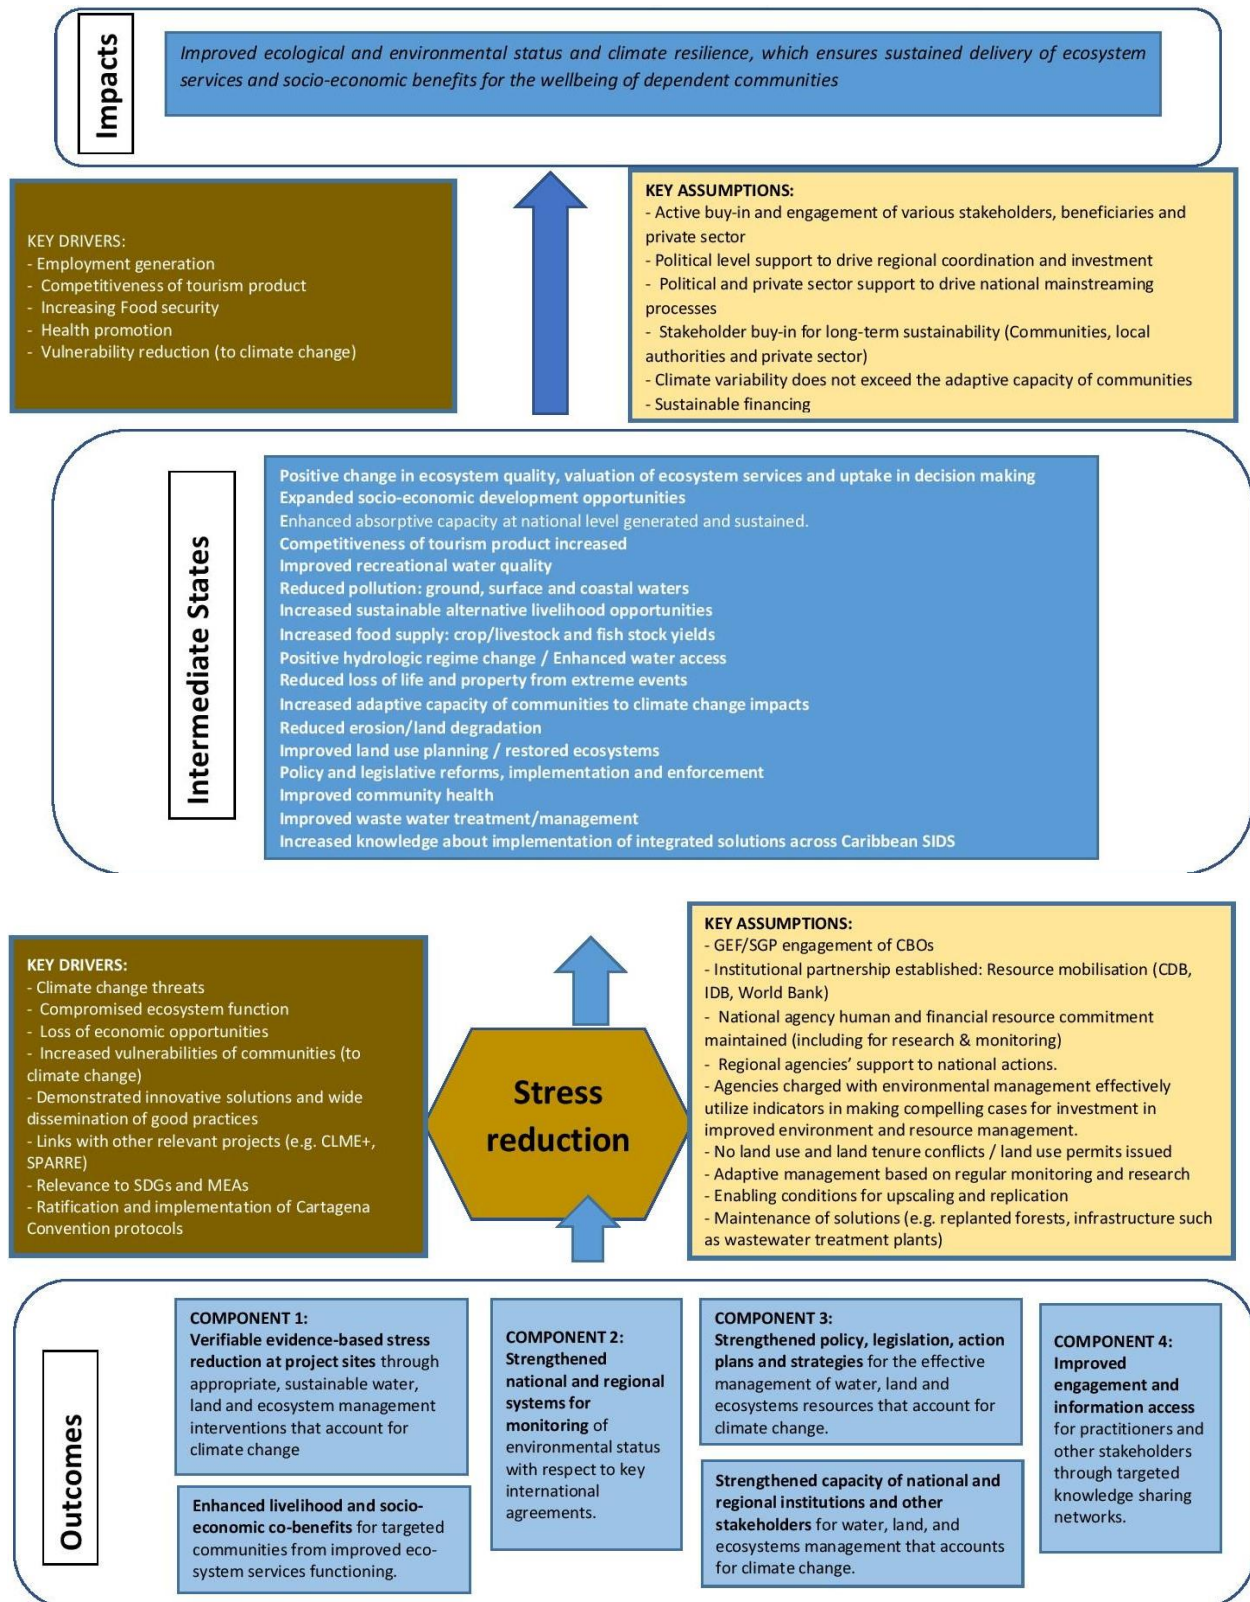 Impacts
Improved ecological and environmental status and climate resilience, which ensures sustained delivery of ecosystem
services and socio-economic benefits for the wellbeing of dependent communities
KEY DRIVERS:
- Employment generation
- Competitiveness of tourism product
- Increasing Food security
- Health promotion
- Vulnerability reduction (to climate change)
KEY ASSUMPTIONS:
- Active buy-in and engagement of various stakeholders, beneficiaries and
private sector
- Political level support to drive regional coordination and investment
- Political and private sector support to drive national mainstreaming
processes
- Stakeholder buy-in for long-term sustainability (Communities, local
authorities and private sector)
- Climate variability does not exceed the adaptive capacity of communities
- Sustainable financing
Intermediate States
Positive change in ecosystem quality, valuation of ecosystem services and uptake in decision making
Expanded socio-economic development opportunities
Enhanced absorptive capacity at national level generated and sustained.
Competitiveness of tourism product increased
Improved recreational water quality
Reduced pollution: ground, surface and coastal waters
Increased sustainable alternative livelihood opportunities
Increased food supply: crop/livestock and fish stock yields
Positive hydrologic regime change / Enhanced water access
Reduced loss of life and property from extreme events
Increased adaptive capacity of communities to climate change impacts
Reduced erosion/land degradation
Improved land use planning / restored ecosystems
Policy and legislative reforms, implementation and enforcement
Improved community health
Improved waste water treatment/management
Increased knowledge about implementation of integrated solutions across Caribbean SIDS
KEY DRIVERS:
- Climate change threats
- Compromised ecosystem function
- Loss of economic opportunities
- Increased vulnerabilities of communities (to
climate change)
- Demonstrated innovative solutions and wide
dissemination of good practices
- Links with other relevant projects (e.g. CLME+,
SPARRE)
- Relevance to SDGs and MEAs
- Ratification and implementation of Cartagena
Convention protocols
Stress
reduction
KEY ASSUMPTIONS:
- GEF/SGP engagement of CBOs
- Institutional partnership established: Resource mobilisation (CDB,
IDB, World Bank)
- National agency human and financial resource commitment
maintained (including for research & monitoring)
- Regional agencies' support to national actions.
- Agencies charged with environmental management effectively
utilize indicators in making compelling cases for investment in
improved environment and resource management.
- No land use and land tenure conflicts / land use permits issued
- Adaptive management based on regular monitoring and research
- Enabling conditions for upscaling and replication
- Maintenance of solutions (e.g. replanted forests, infrastructure such
as wastewater treatment plants)
Outcomes
COMPONENT 1:
Verifiable evidence-based stress
reduction at project sites through
appropriate, sustainable water,
land and ecosystem management
interventions that account for
climate change
Enhanced livelihood and socio-
economic co-benefits for targeted
communities from improved eco-
system services functioning.
COMPONENT 2:
Strengthened
national and regional
systems for
monitoring of
environmental status
with respect to key
international
agreements.
COMPONENT 3:
Strengthened policy, legislation, action
plans and strategies for the effective
management of water, land and
ecosystems resources that account for
climate change.
Strengthened capacity of national and
regional institutions and other
stakeholders for water, land, and
ecosystems management that accounts
for climate change.
COMPONENT 4:
Improved
engagement and
information access
for practitioners and
other stakeholders
through targeted
knowledge sharing
networks.